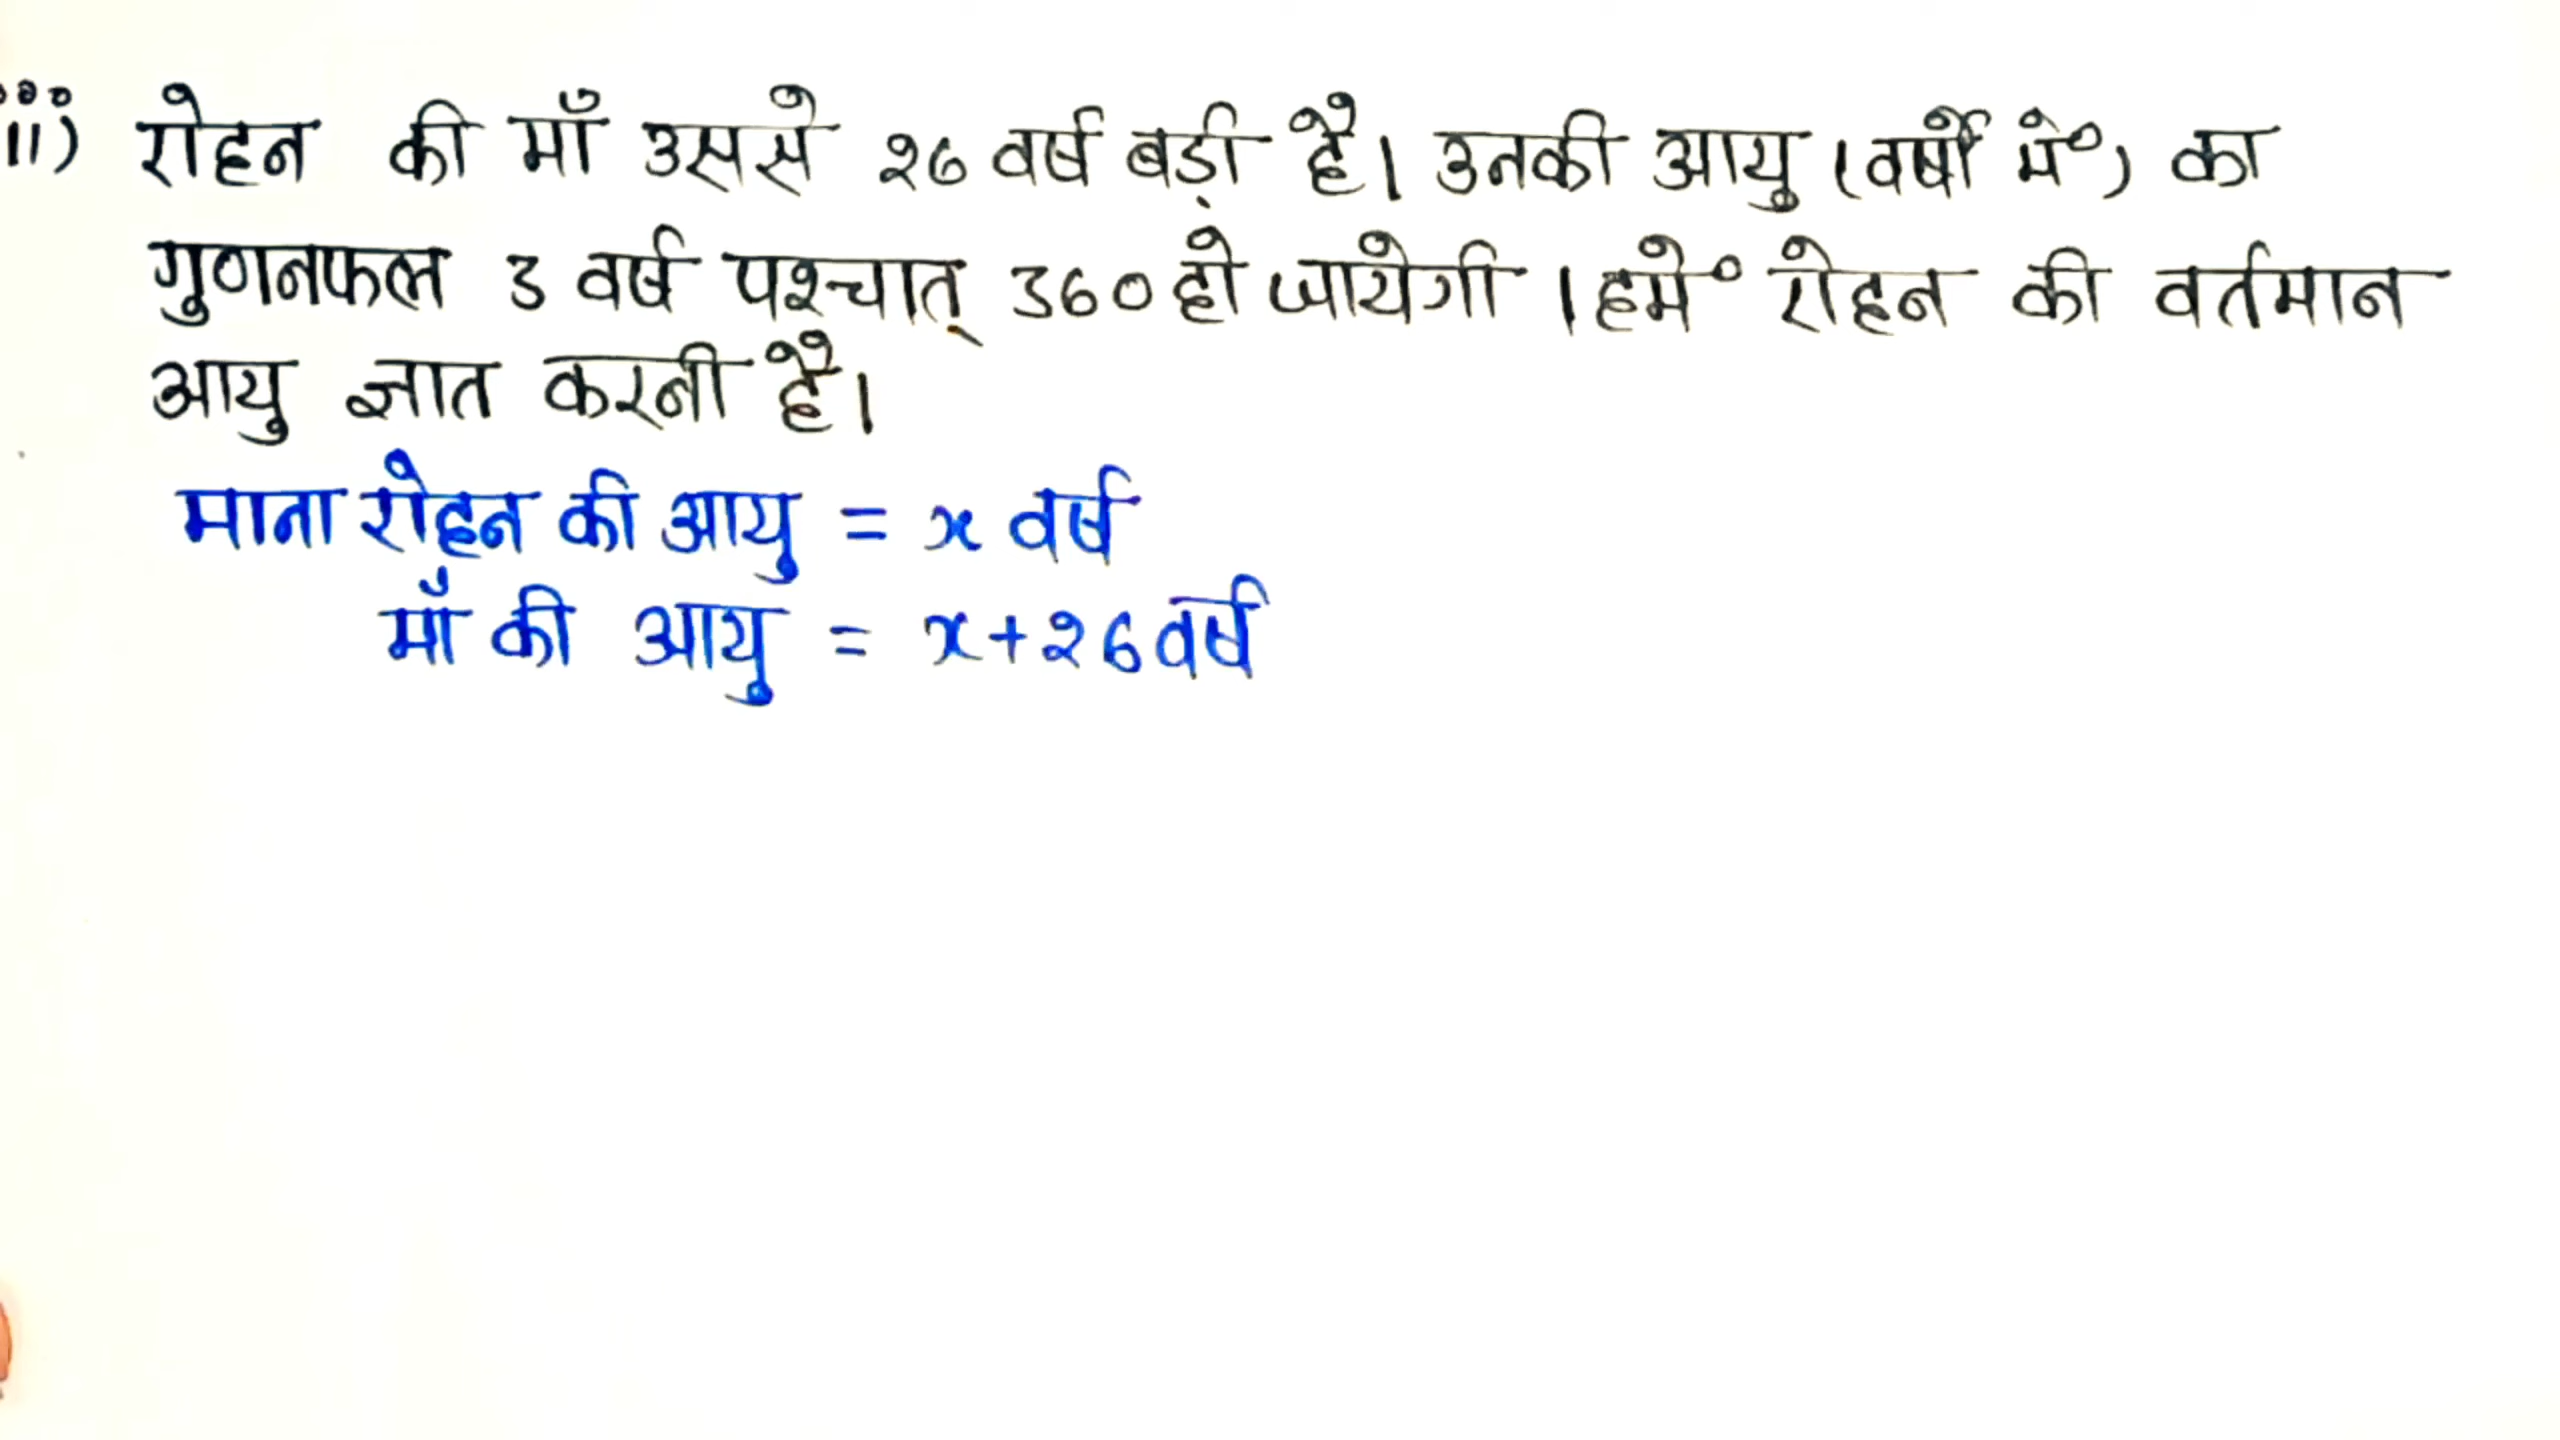 iii) रोहन की माँ उससे 26 वर्ष बड़ी है। उनकी आयु (वर्षों में) का
गुणनफल 3 वर्ष पश्चात् 360 हो जायेगी । हमें रोहन की वर्तमान
आयु ज्ञात करनी है।
माना रोहन की आयु = x वर्ष
माँ की आयु = x+26 वर्ष